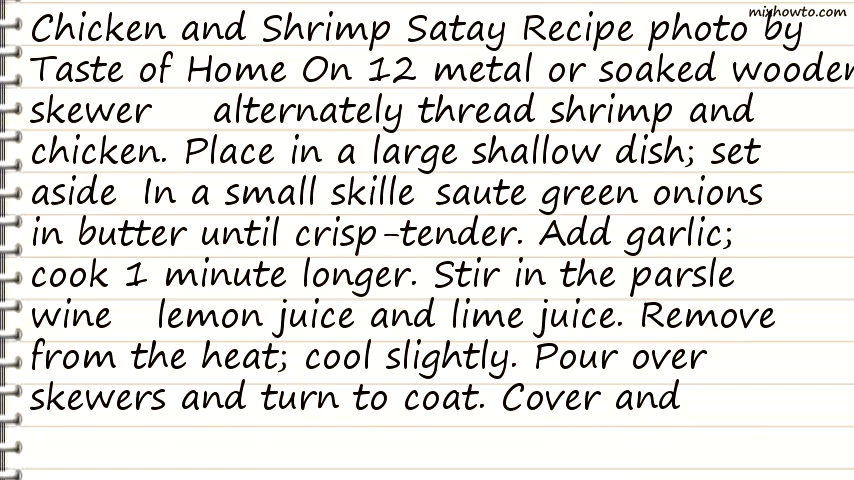 mixhowto.com
Chicken and Shrimp Satay Recipe photo by
Taste of Home On 12 metal or soaked wooden
skewer alternately thread shrimp and
chicken. Place in a large shallow dish; set
aside In a small skille saute green onions
in butter until crisp-tender. Add garlic;
cook 1 minute longer. Stir in the parsle
wine lemon juice and lime juice. Remove
from the heat; cool slightly. Pour over
skewers and turn to coat. Cover and